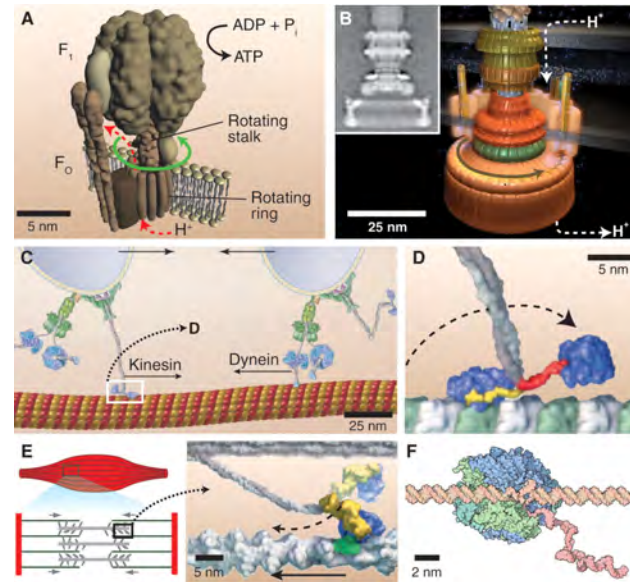 A
F1
ADP + Pi
ATP
Rotating
stalk
FO
Rotating
ring
H+
5 nm
B
H+
25 nm
H+
C
D
Kinesin
Dynein
25 nm
D
5 nm
E
5 nm
F
2 nm